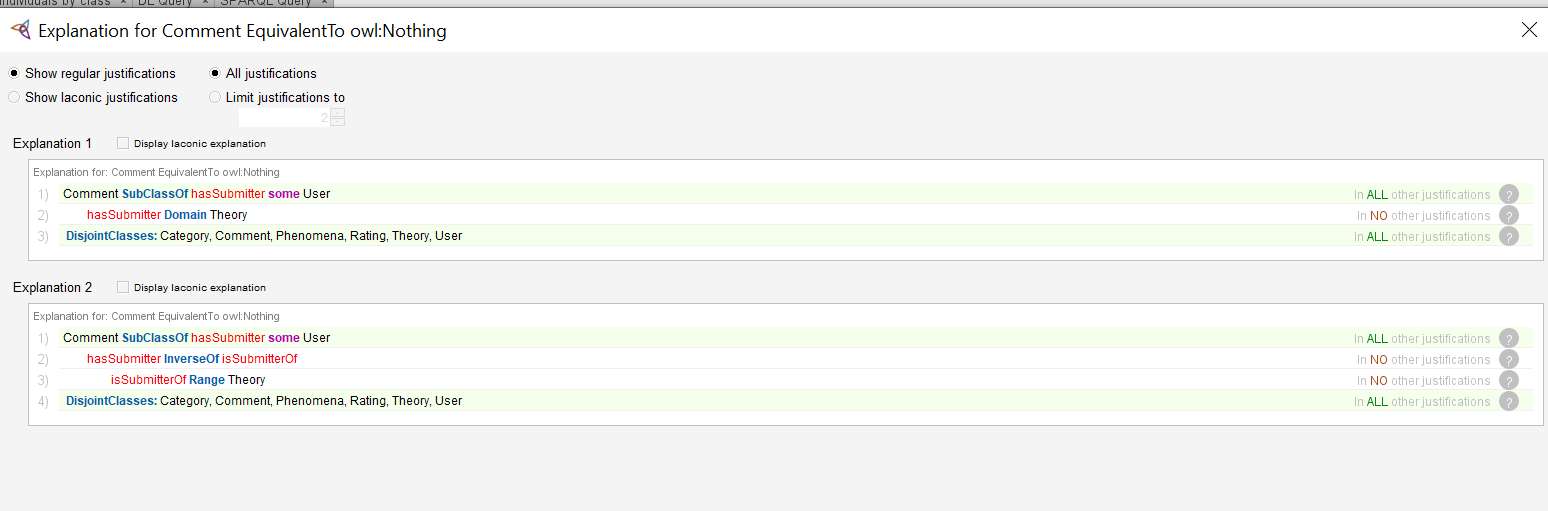 individuals by class × DL Query × SPARQL Query ×
Explanation for Comment EquivalentTo owl:Nothing
Show regular justifications All justifications
Show laconic justifications Limit justifications to
2
Explanation 1 Display laconic explanation
Explanation for: Comment EquivalentTo owl:Nothing
1) Comment SubClassOf hasSubmitter some User In ALL other justifications ?
2) hasSubmitter Domain Theory In NO other justifications ?
3) DisjointClasses: Category, Comment, Phenomena, Rating, Theory, User In ALL other justifications ?
Explanation 2 Display laconic explanation
Explanation for: Comment EquivalentTo owl:Nothing
1) Comment SubClassOf hasSubmitter some User In ALL other justifications ?
2) hasSubmitter InverseOf isSubmitterOf In NO other justifications ?
3) isSubmitterOf Range Theory In NO other justifications ?
4) DisjointClasses: Category, Comment, Phenomena, Rating, Theory, User In ALL other justifications ?